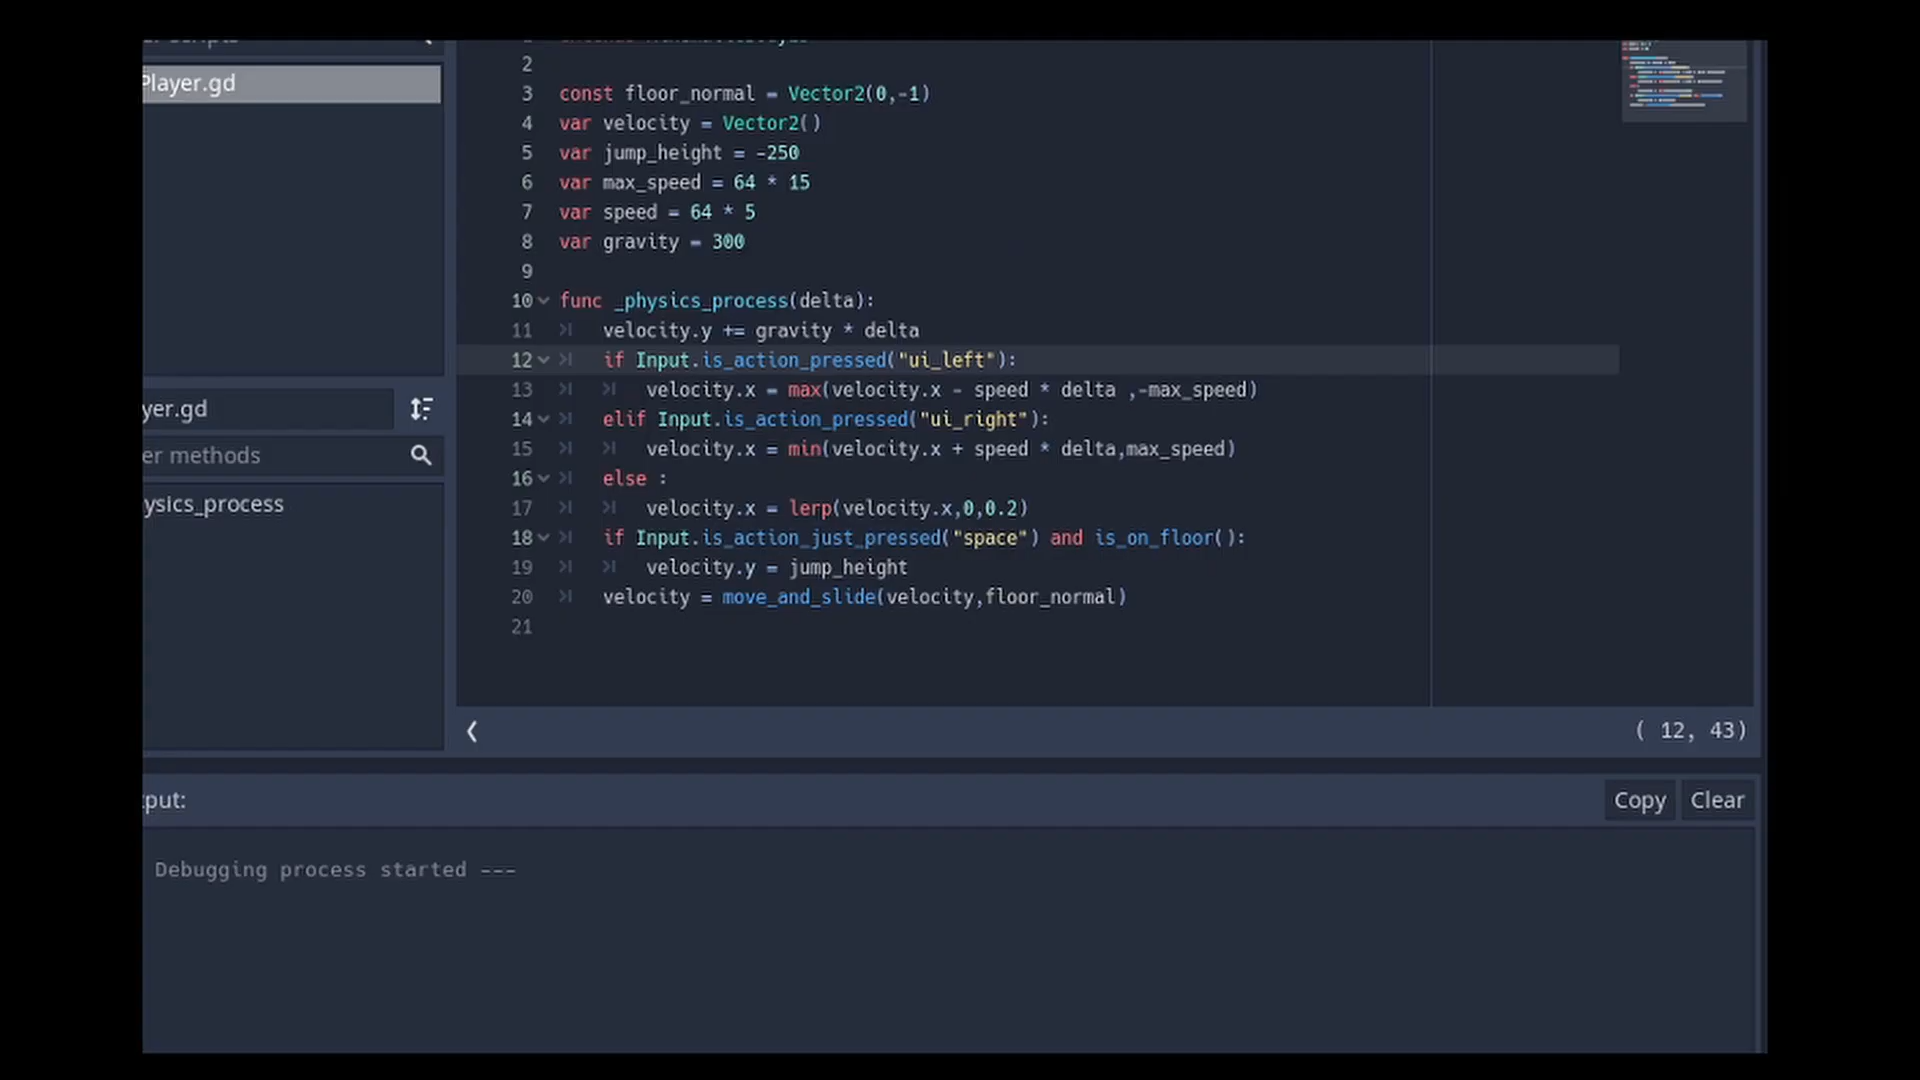 Player.gd
yer.gd
er methods
ysics_process
2
3 const floor_normal = Vector2(0,-1)
4 var velocity = Vector2()
5 var jump_height = -250
6 var max_speed = 64 * 15
7 var speed = 64 * 5
8 var gravity = 300
9
10 func _physics_process(delta):
11 velocity.y += gravity * delta
12 if Input.is_action_pressed("ui_left"):
13 velocity.x = max(velocity.x - speed * delta ,-max_speed)
14 elif Input.is_action_pressed("ui_right"):
15 velocity.x = min(velocity.x + speed * delta,max_speed)
16 else :
17 velocity.x = lerp(velocity.x,0,0.2)
18 if Input.is_action_just_pressed("space") and is_on_floor():
19 velocity.y = jump_height
20 velocity = move_and_slide(velocity,floor_normal)
21
( 12, 43)
put:
Copy Clear
Debugging process started ---